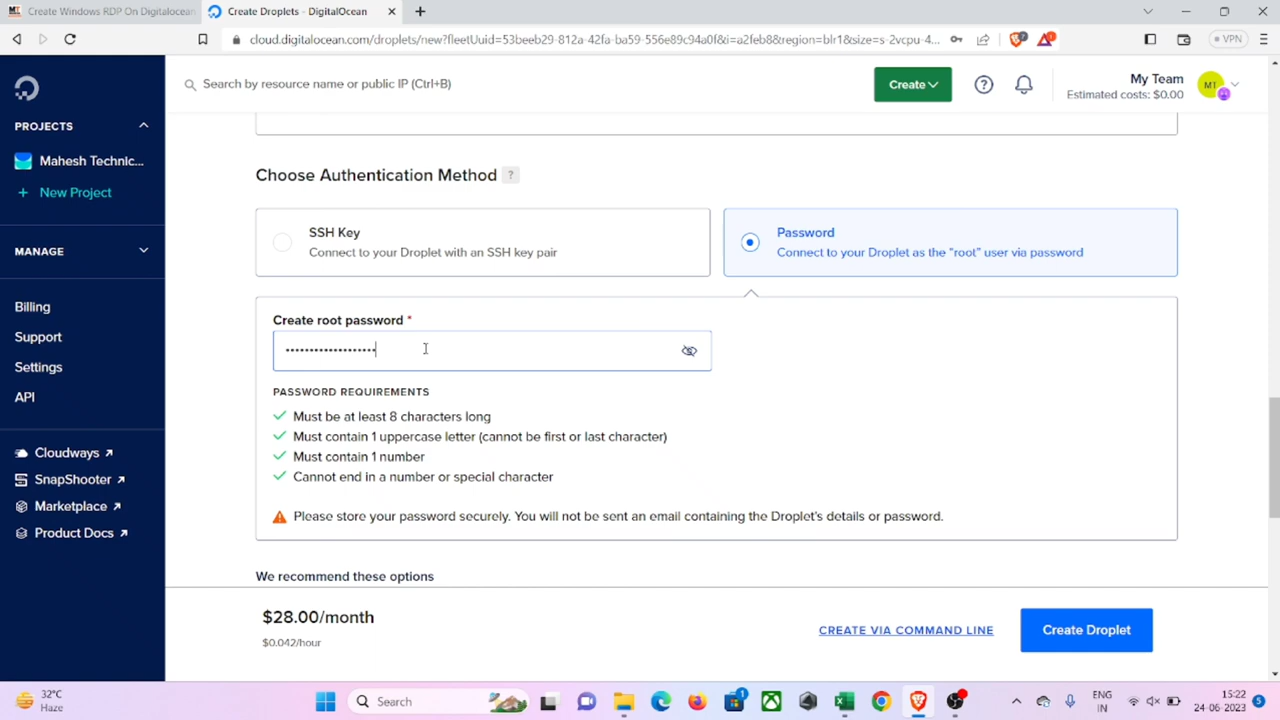 Create Windows RDP On Digitalocean
Create Droplets - DigitalOcean
cloud.digitalocean.com/droplets/new?fleetUuid=53beeb29-812a-42fa-ba59-556e89c94a0f&i=a2feb8&region=blr1&size=s-2vcpu-4...
VPN
Search by resource name or public IP (Ctrl+B)
Create
?
My Team
Estimated costs: $0.00
MT
PROJECTS
Mahesh Technic...
+ New Project
MANAGE
Billing
Support
Settings
API
Cloudways
SnapShooter
Marketplace
Product Docs
Choose Authentication Method ?
SSH Key
Connect to your Droplet with an SSH key pair
Password
Connect to your Droplet as the "root" user via password
Create root password *
PASSWORD REQUIREMENTS
Must be at least 8 characters long
Must contain 1 uppercase letter (cannot be first or last character)
Must contain 1 number
Cannot end in a number or special character
Please store your password securely. You will not be sent an email containing the Droplet's details or password.
We recommend these options
$28.00/month
$0.042/hour
CREATE VIA COMMAND LINE
Create Droplet
32°C
Haze
Search
ENG
IN
15:22
24-06-2023